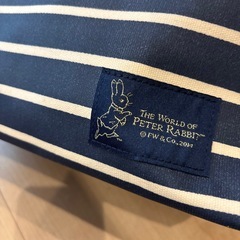 THE WORLD OF
PETER RABBIT
© FW & Co., 2014